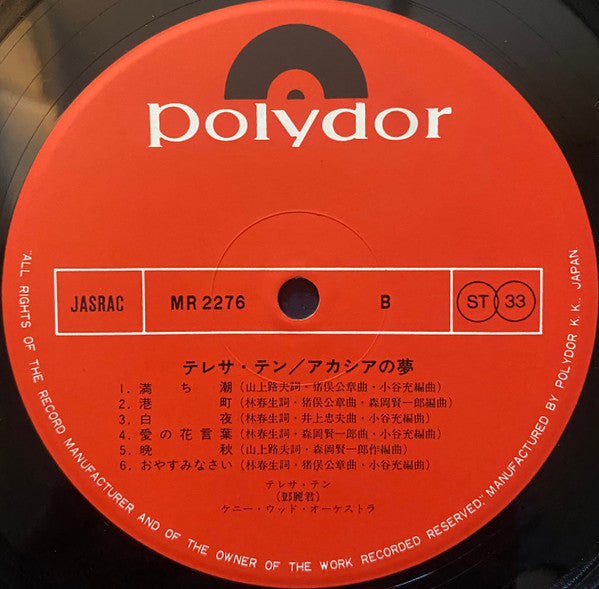 polydor
JASRAC MR 2276 B ST 33
テレサ・テン/アカシアの夢
1. 満ち潮 (山上路夫詞・猪俣公章曲・小谷充編曲)
2. 港町 (林春生詞・猪俣公章曲・森岡賢一郎編曲)
3. 白夜 (林春生詞・井上忠夫曲・小谷充編曲)
4. 愛の花言葉 (林春生詞・森岡賢一郎曲・小谷充編曲)
5. 晩秋 (山上路夫詞・森岡賢一郎作編曲)
6. おやすみなさい (林春生詞・猪俣公章曲・小谷充編曲)
テレサ・テン
(鄧麗君)
ケニー・ウッド・オーケストラ
"ALL RIGHTS OF THE RECORD MANUFACTURER AND OF THE OWNER OF THE WORK RECORDED RESERVED," MANUFACTURED BY POLYDOR K.K., JAPAN